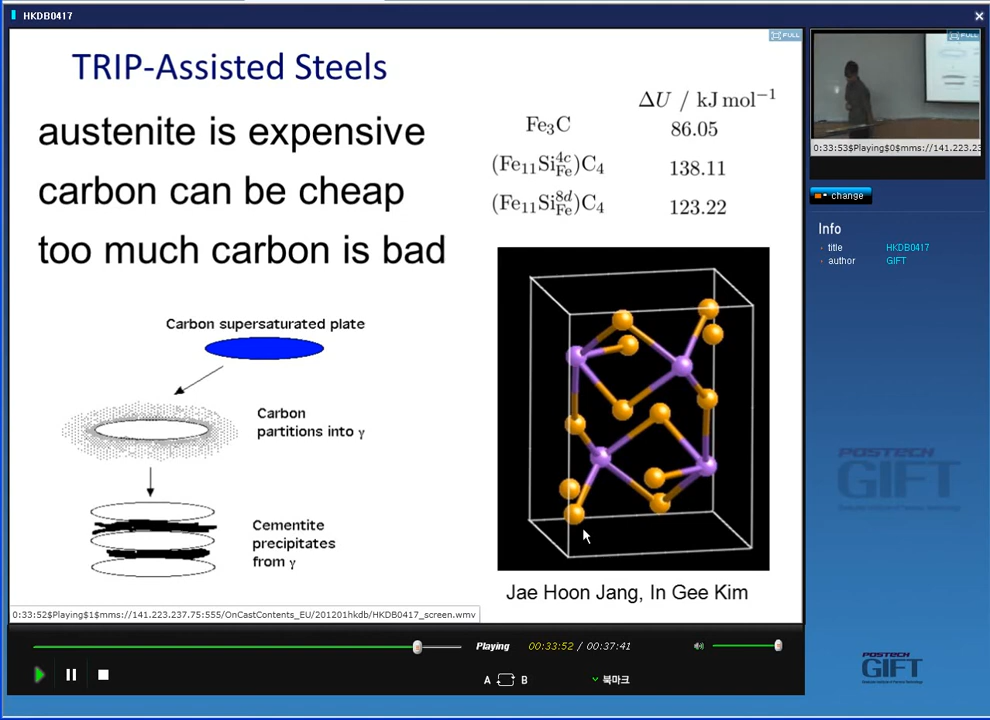 HKDB0417
FULL
TRIP-Assisted Steels
austenite is expensive
carbon can be cheap
too much carbon is bad
ΔU / kJ mol⁻¹
Fe₃C 86.05
(Fe₁₁Si⁴ᶜ_Fe)C₄ 138.11
(Fe₁₁Si⁸ᵈ_Fe)C₄ 123.22
Carbon supersaturated plate
Carbon
partitions into γ
Cementite
precipitates
from γ
Jae Hoon Jang, In Gee Kim
0:33:52$Playing$1$mms://141.223.237.75:555/OnCastContents_EU/201201hkdb/HKDB0417_screen.wmv
Playing 00:33:52 / 00:37:41
A B 북마크
FULL
0:33:53$Playing$0$mms://141.223.23
change
Info
title HKDB0417
author GIFT
POSTECH
GIFT
POSTECH
GIFT